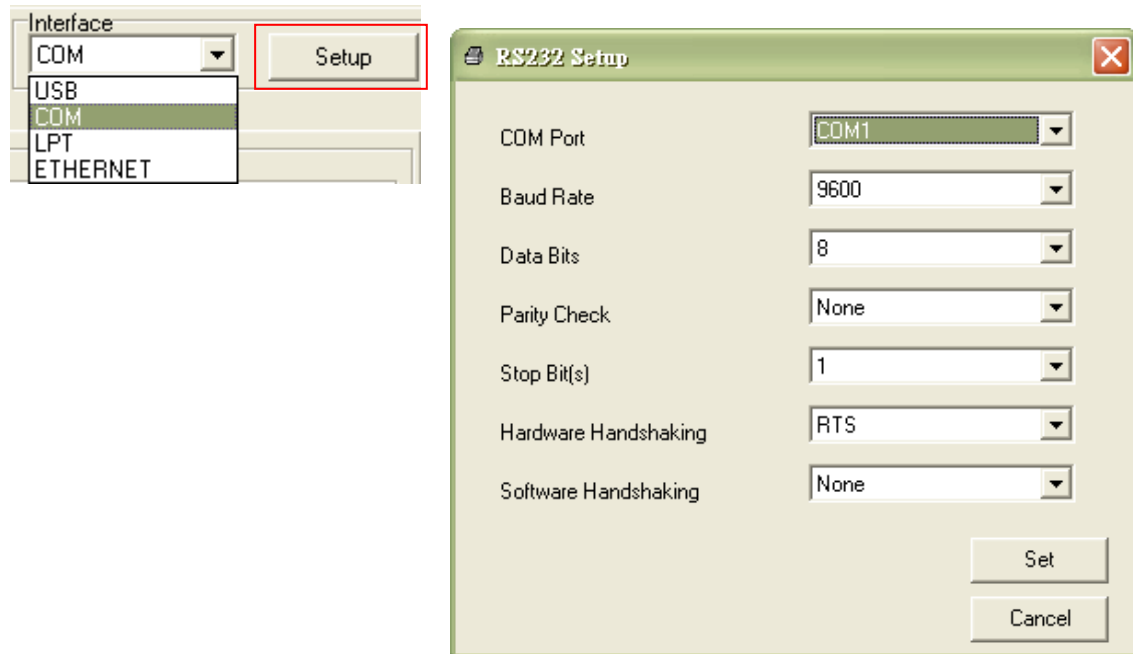 Interface
COM
Setup
USB
COM
LPT
ETHERNET
RS232 Setup
COM Port
COM1
Baud Rate
9600
Data Bits
8
Parity Check
None
Stop Bit(s)
1
Hardware Handshaking
RTS
Software Handshaking
None
Set
Cancel